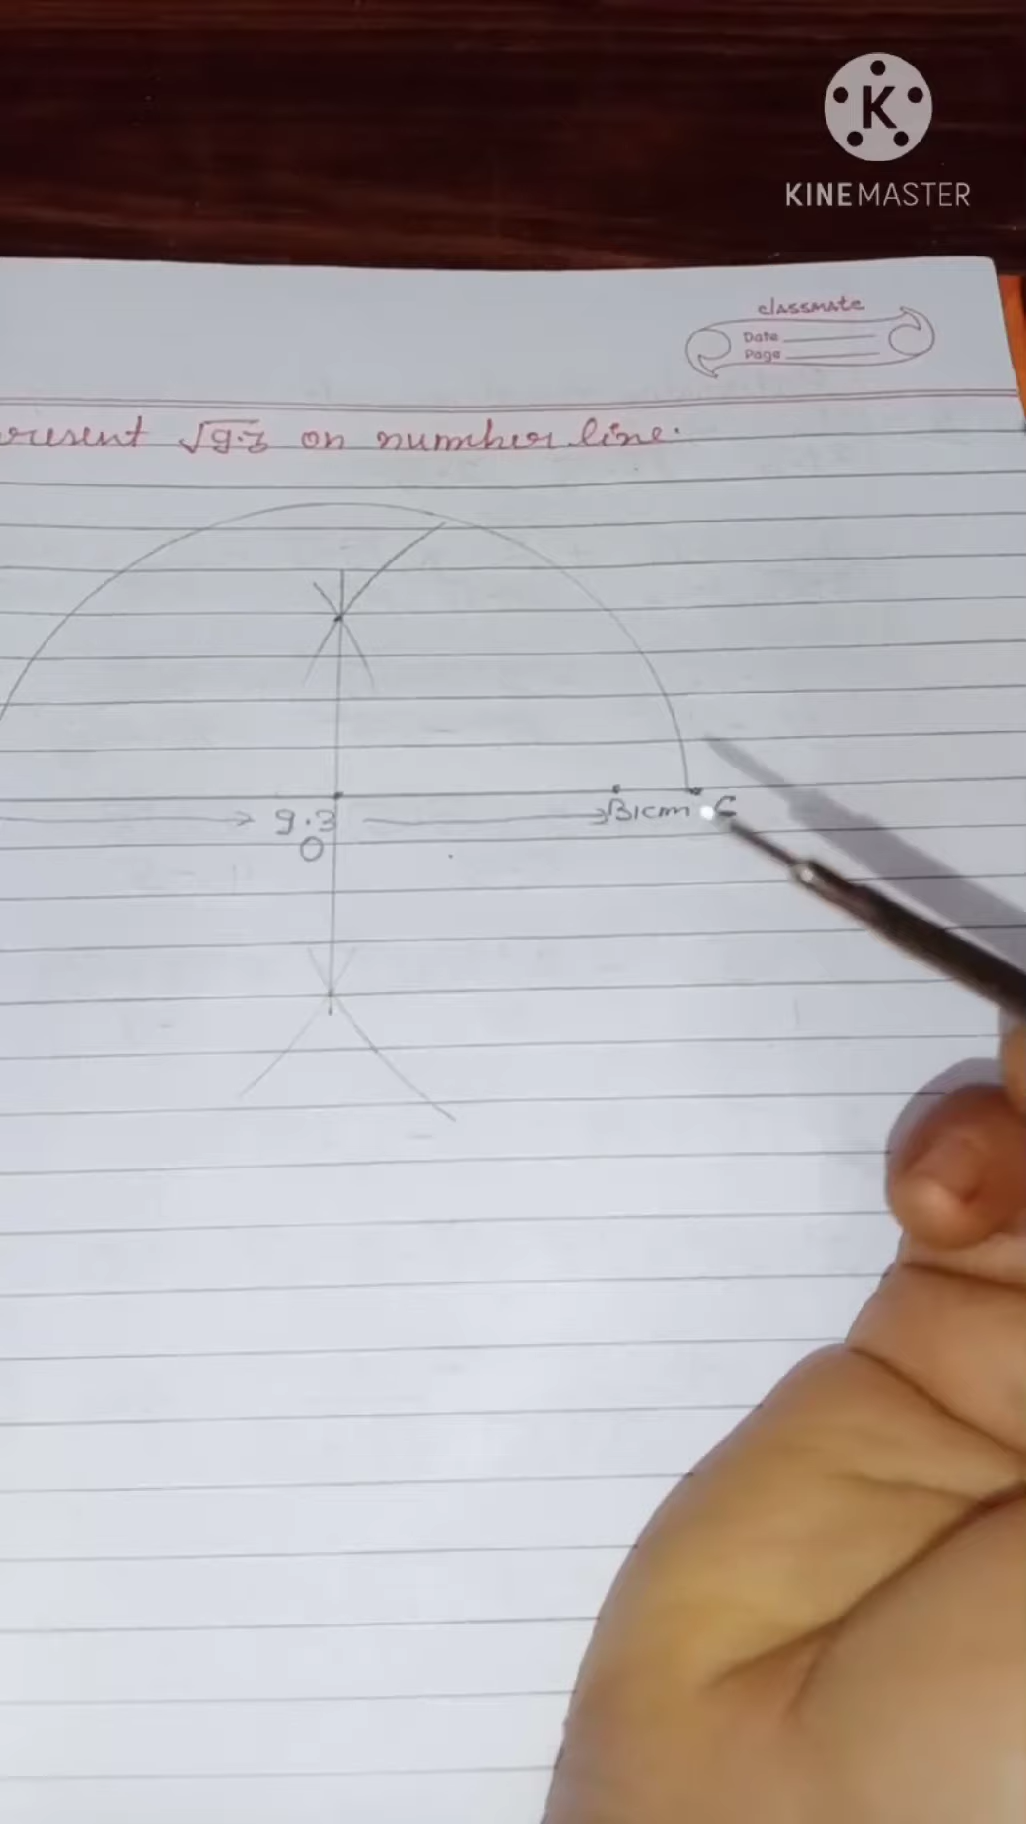 KINEMASTER
classmate
Date
Page
resent √9.3 on number line.
9.3
B1cm C
O